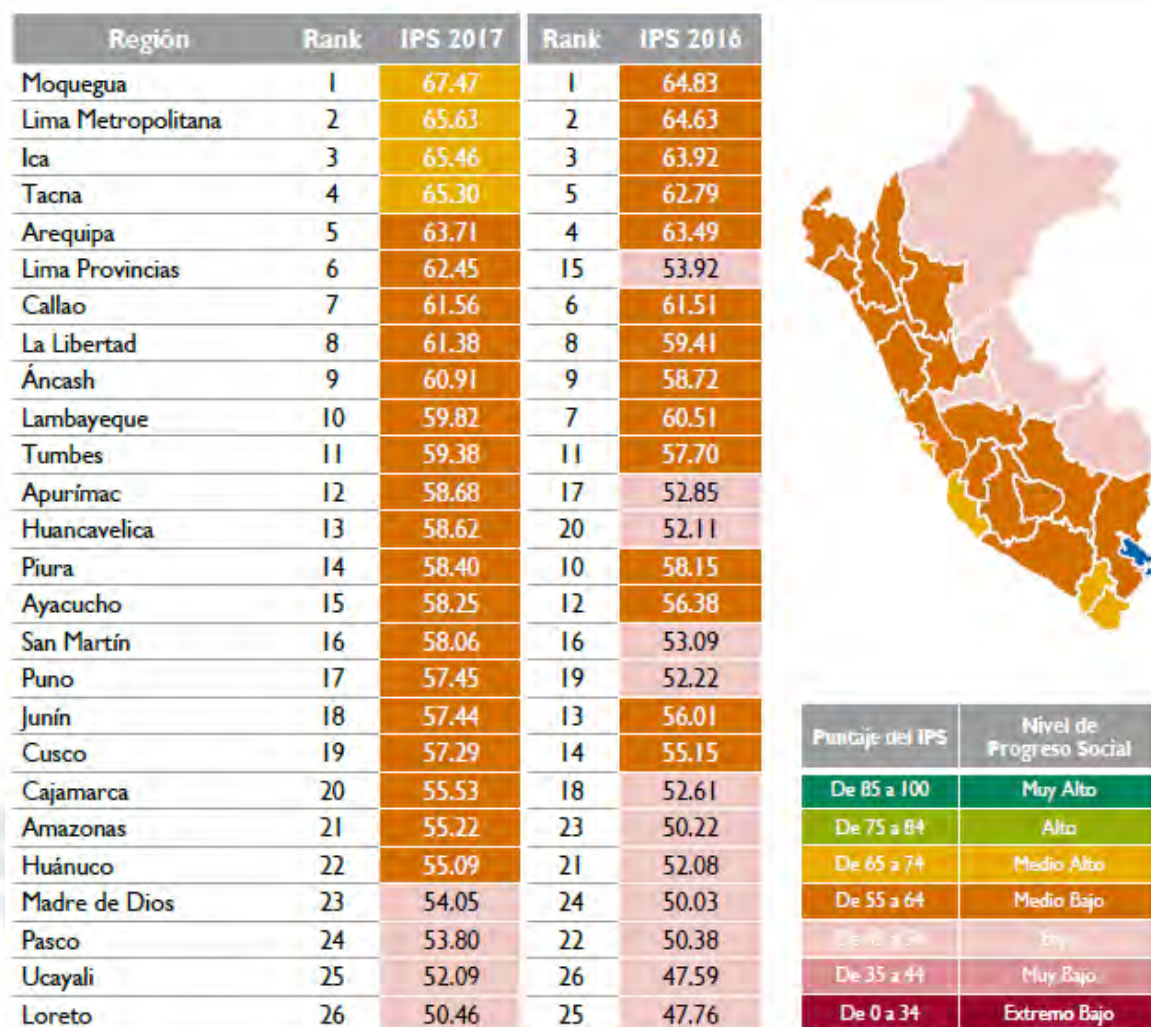 Región Rank IPS 2017 Rank IPS 2016
Moquegua 1 67.47 1 64.83
Lima Metropolitana 2 65.63 2 64.63
Ica 3 65.46 3 63.92
Tacna 4 65.30 5 62.79
Arequipa 5 63.71 4 63.49
Lima Provincias 6 62.45 15 53.92
Callao 7 61.56 6 61.51
La Libertad 8 61.38 8 59.41
Áncash 9 60.91 9 58.72
Lambayeque 10 59.82 7 60.51
Tumbes 11 59.38 11 57.70
Apurímac 12 58.68 17 52.85
Huancavelica 13 58.62 20 52.11
Piura 14 58.40 10 58.15
Ayacucho 15 58.25 12 56.38
San Martín 16 58.06 16 53.09
Puno 17 57.45 19 52.22
Junín 18 57.44 13 56.01
Cusco 19 57.29 14 55.15
Cajamarca 20 55.53 18 52.61
Amazonas 21 55.22 23 50.22
Huánuco 22 55.09 21 52.08
Madre de Dios 23 54.05 24 50.03
Pasco 24 53.80 22 50.38
Ucayali 25 52.09 26 47.59
Loreto 26 50.46 25 47.76
Puntaje del IPS Nivel de Progreso Social
De 85 a 100 Muy Alto
De 75 a 84 Alto
De 65 a 74 Medio Alto
De 55 a 64 Medio Bajo
De 35 a 44 Muy Bajo
De 0 a 34 Extremo Bajo